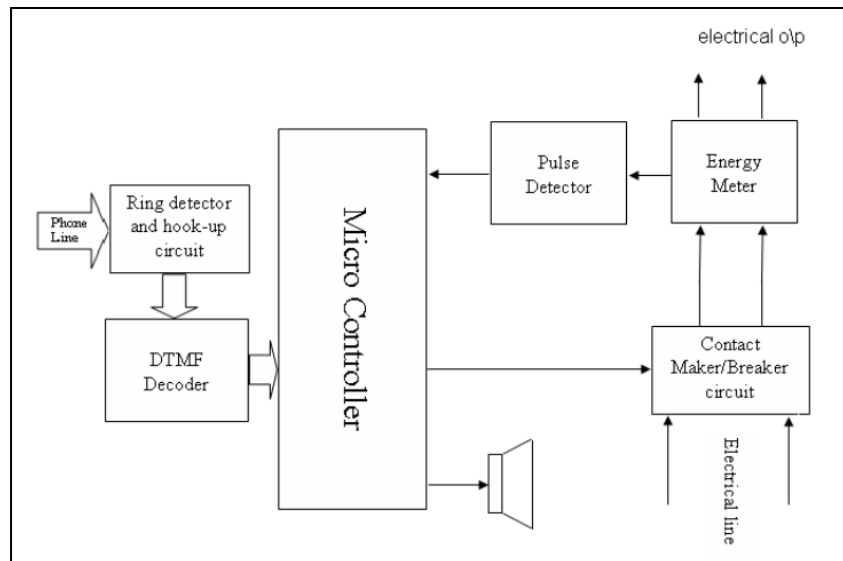 electrical o\p
Pulse
Detector
Energy
Meter
Phone
Line
Ring detector
and hook-up
circuit
Micro Controller
DTMF
Decoder
Contact
Maker/Breaker
circuit
Electrical line